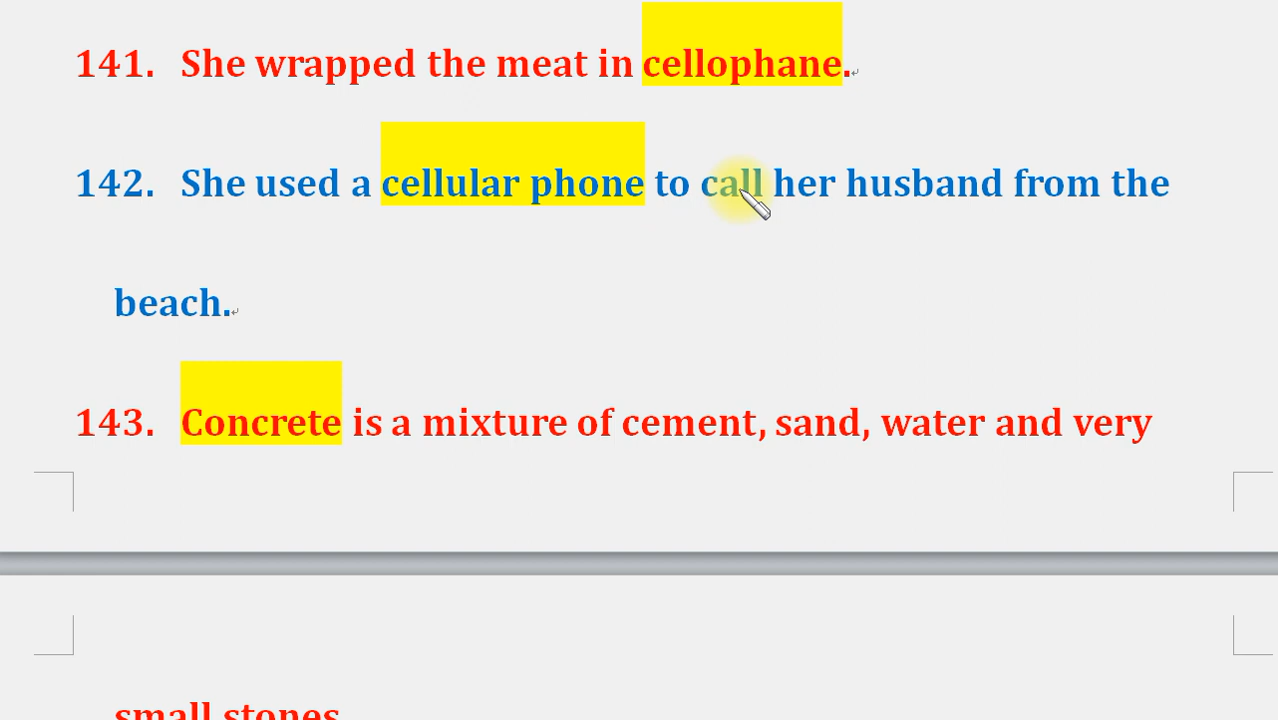 141. She wrapped the meat in cellophane.
142. She used a cellular phone to call her husband from the
beach.
143. Concrete is a mixture of cement, sand, water and very
small stones